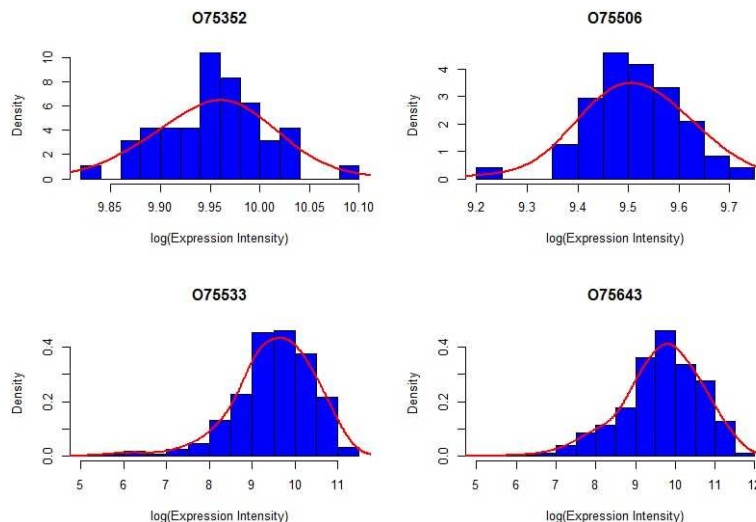 O75352
Density
0 2 4 6 8 10
9.85 9.90 9.95 10.00 10.05 10.10
log(Expression Intensity)
O75506
Density
0 1 2 3 4
9.2 9.3 9.4 9.5 9.6 9.7
log(Expression Intensity)
O75533
Density
0.0 0.2 0.4
5 6 7 8 9 10 11
log(Expression Intensity)
O75643
Density
0.0 0.2 0.4
5 6 7 8 9 10 11 12
log(Expression Intensity)